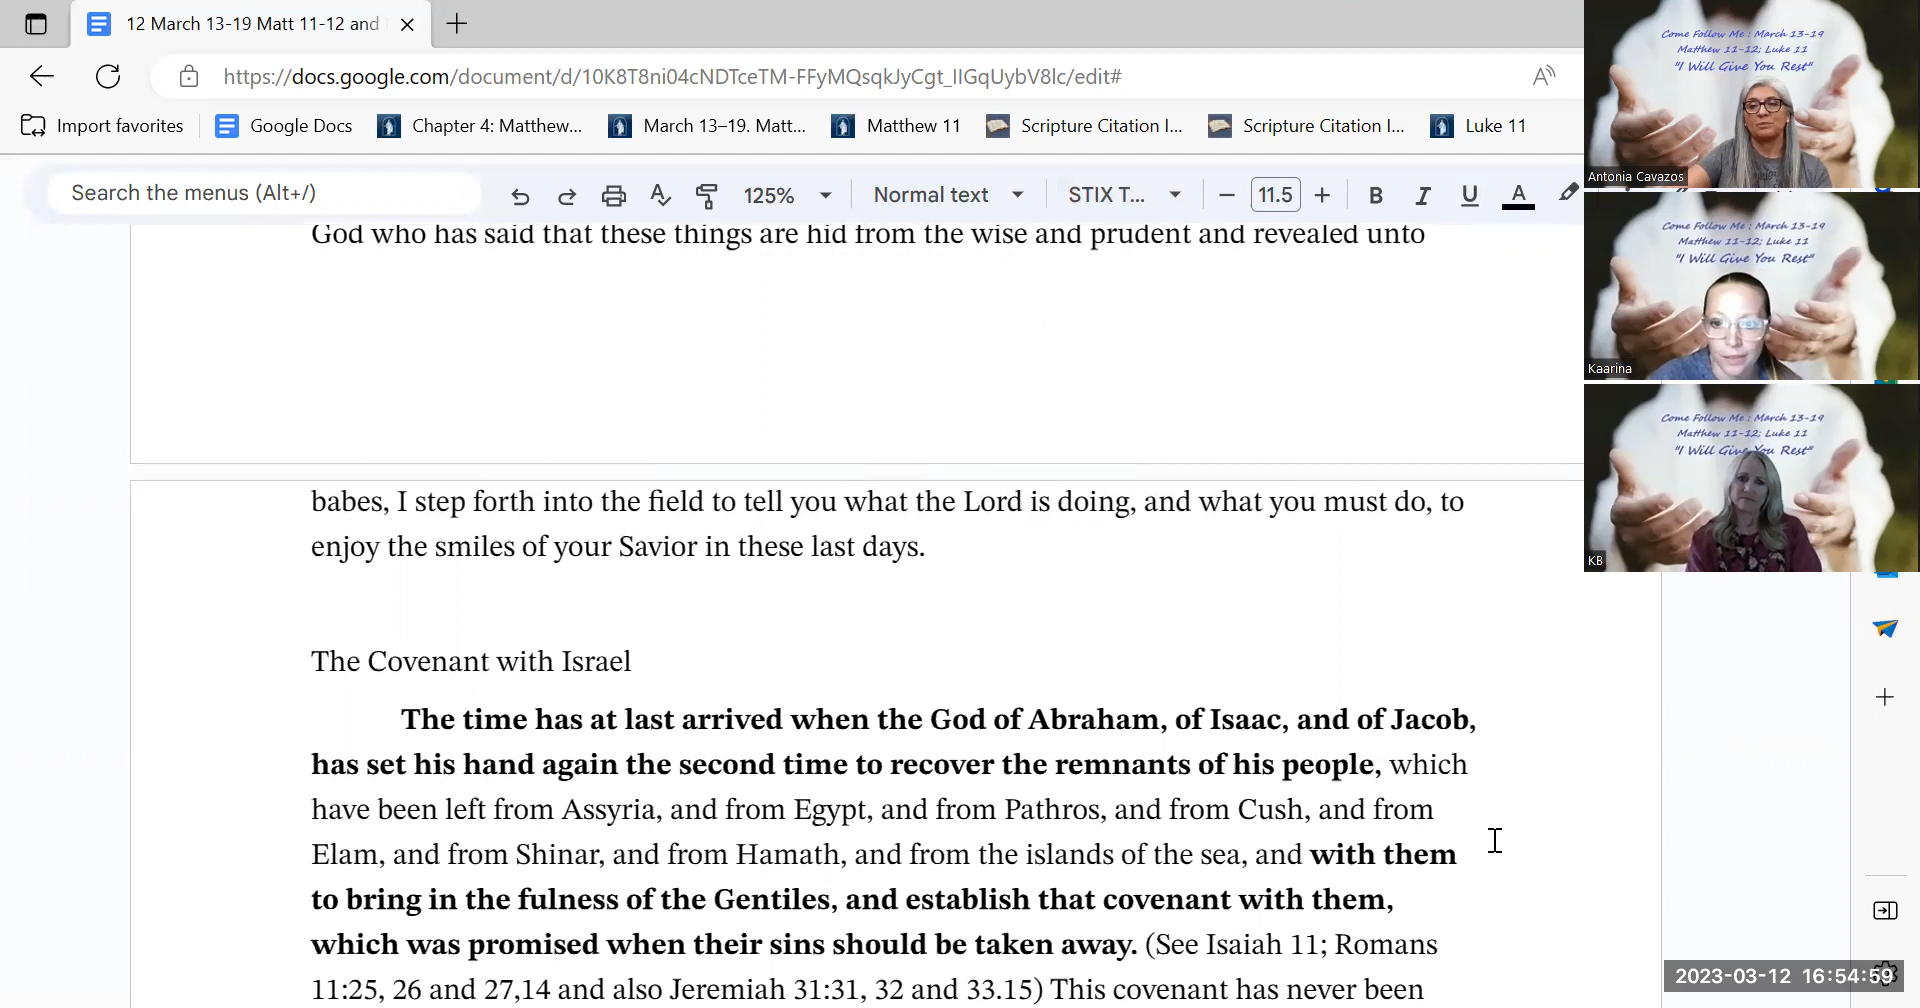 12 March 13-19 Matt 11-12 and
https://docs.google.com/document/d/10K8T8ni04cNDTceTM-FFyMQsqkJyCgt_IIGqUybV8lc/edit#
Import favorites
Google Docs
Chapter 4: Matthew...
March 13–19. Matt...
Matthew 11
Scripture Citation I...
Scripture Citation I...
Luke 11
Search the menus (Alt+/)
125%
Normal text
STIX T...
11.5
B I U A
God who has said that these things are hid from the wise and prudent and revealed unto
babes, I step forth into the field to tell you what the Lord is doing, and what you must do, to
enjoy the smiles of your Savior in these last days.
The Covenant with Israel
The time has at last arrived when the God of Abraham, of Isaac, and of Jacob,
has set his hand again the second time to recover the remnants of his people, which
have been left from Assyria, and from Egypt, and from Pathros, and from Cush, and from
Elam, and from Shinar, and from Hamath, and from the islands of the sea, and with them
to bring in the fulness of the Gentiles, and establish that covenant with them,
which was promised when their sins should be taken away. (See Isaiah 11; Romans
11:25, 26 and 27,14 and also Jeremiah 31:31, 32 and 33.15) This covenant has never been
Come Follow Me : March 13-19
Matthew 11-12; Luke 11
"I Will Give You Rest"
Antonia Cavazos
Come Follow Me : March 13-19
Matthew 11-12; Luke 11
"I Will Give You Rest"
Kaarina
Come Follow Me : March 13-19
Matthew 11-12; Luke 11
"I Will Give You Rest"
KB
2023-03-12 16:54:59